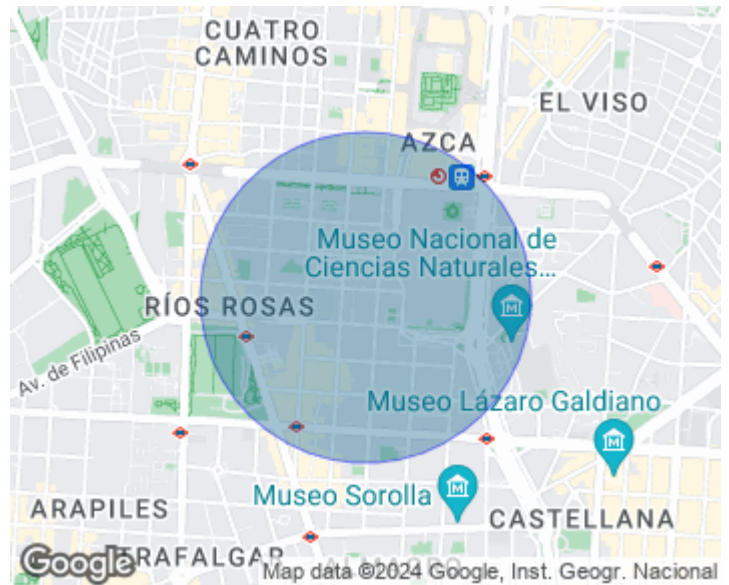 CUATRO
CAMINOS
EL VISO
AZCA
Museo Nacional de
Ciencias Naturales...
RÍOS ROSAS
Av. de Filipinas
Museo Lázaro Galdiano
Museo Sorolla
ARAPILES
CASTELLANA
TRAFALGAR
ALMAGRO
Google
Map data ©2024 Google, Inst. Geogr. Nacional